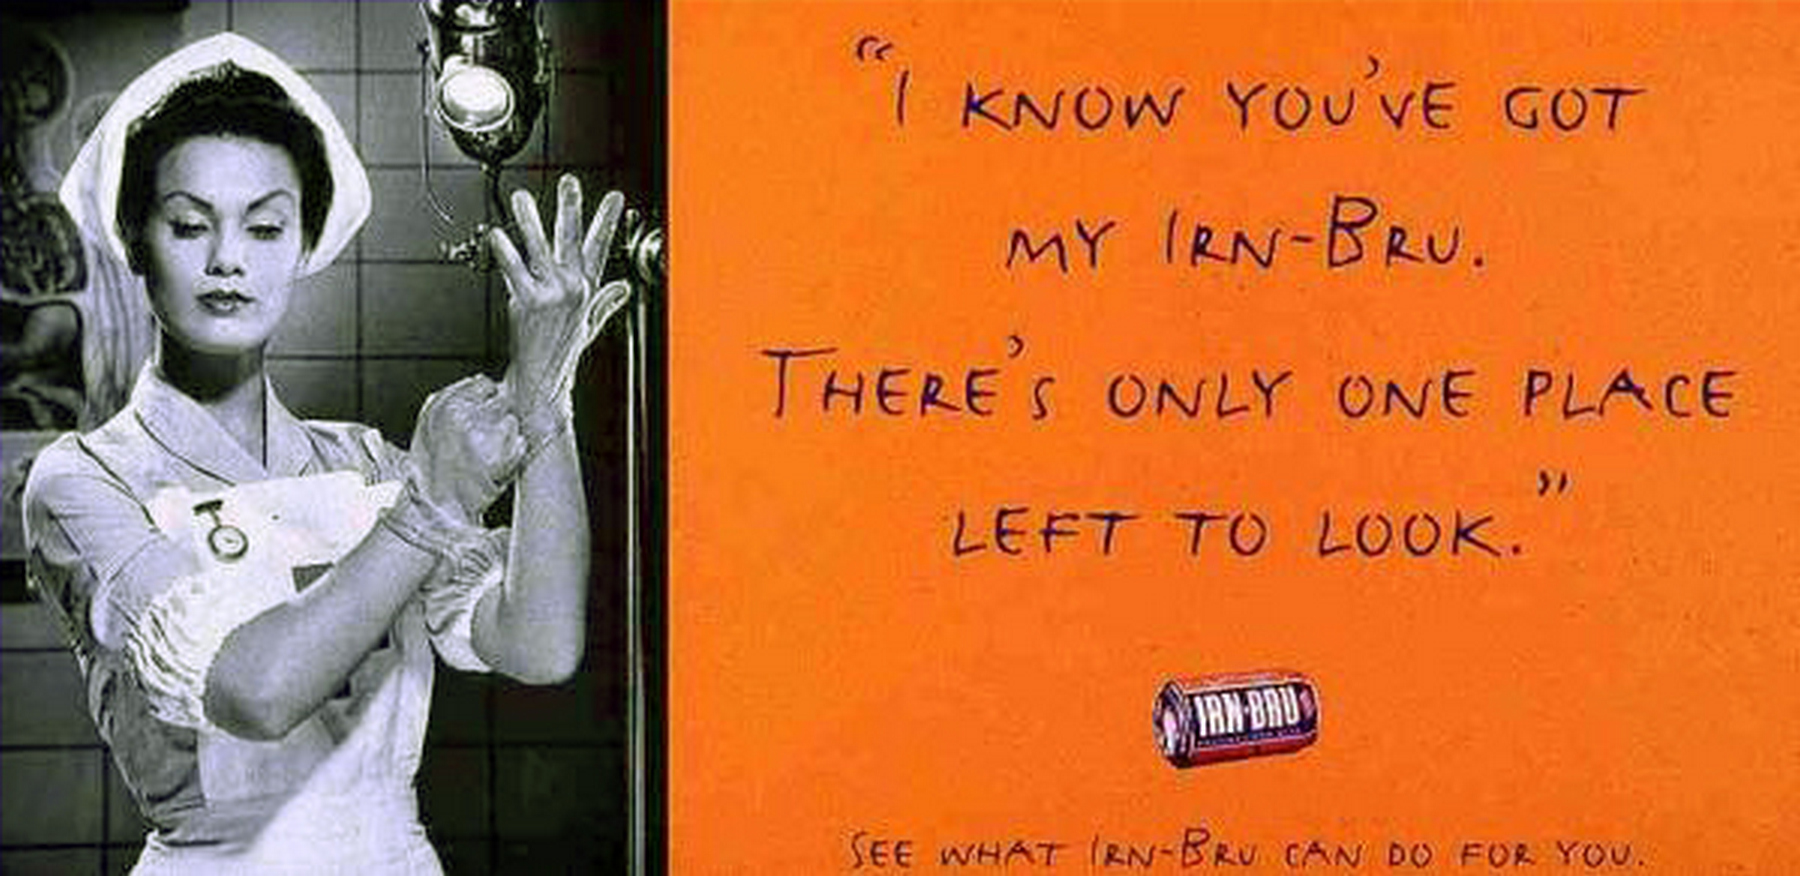 “I KNOW YOU'VE GOT
MY IRN-BRU.
THERE'S ONLY ONE PLACE
LEFT TO LOOK.”
IRN-BRU
SEE WHAT IRN-BRU CAN DO FOR YOU.